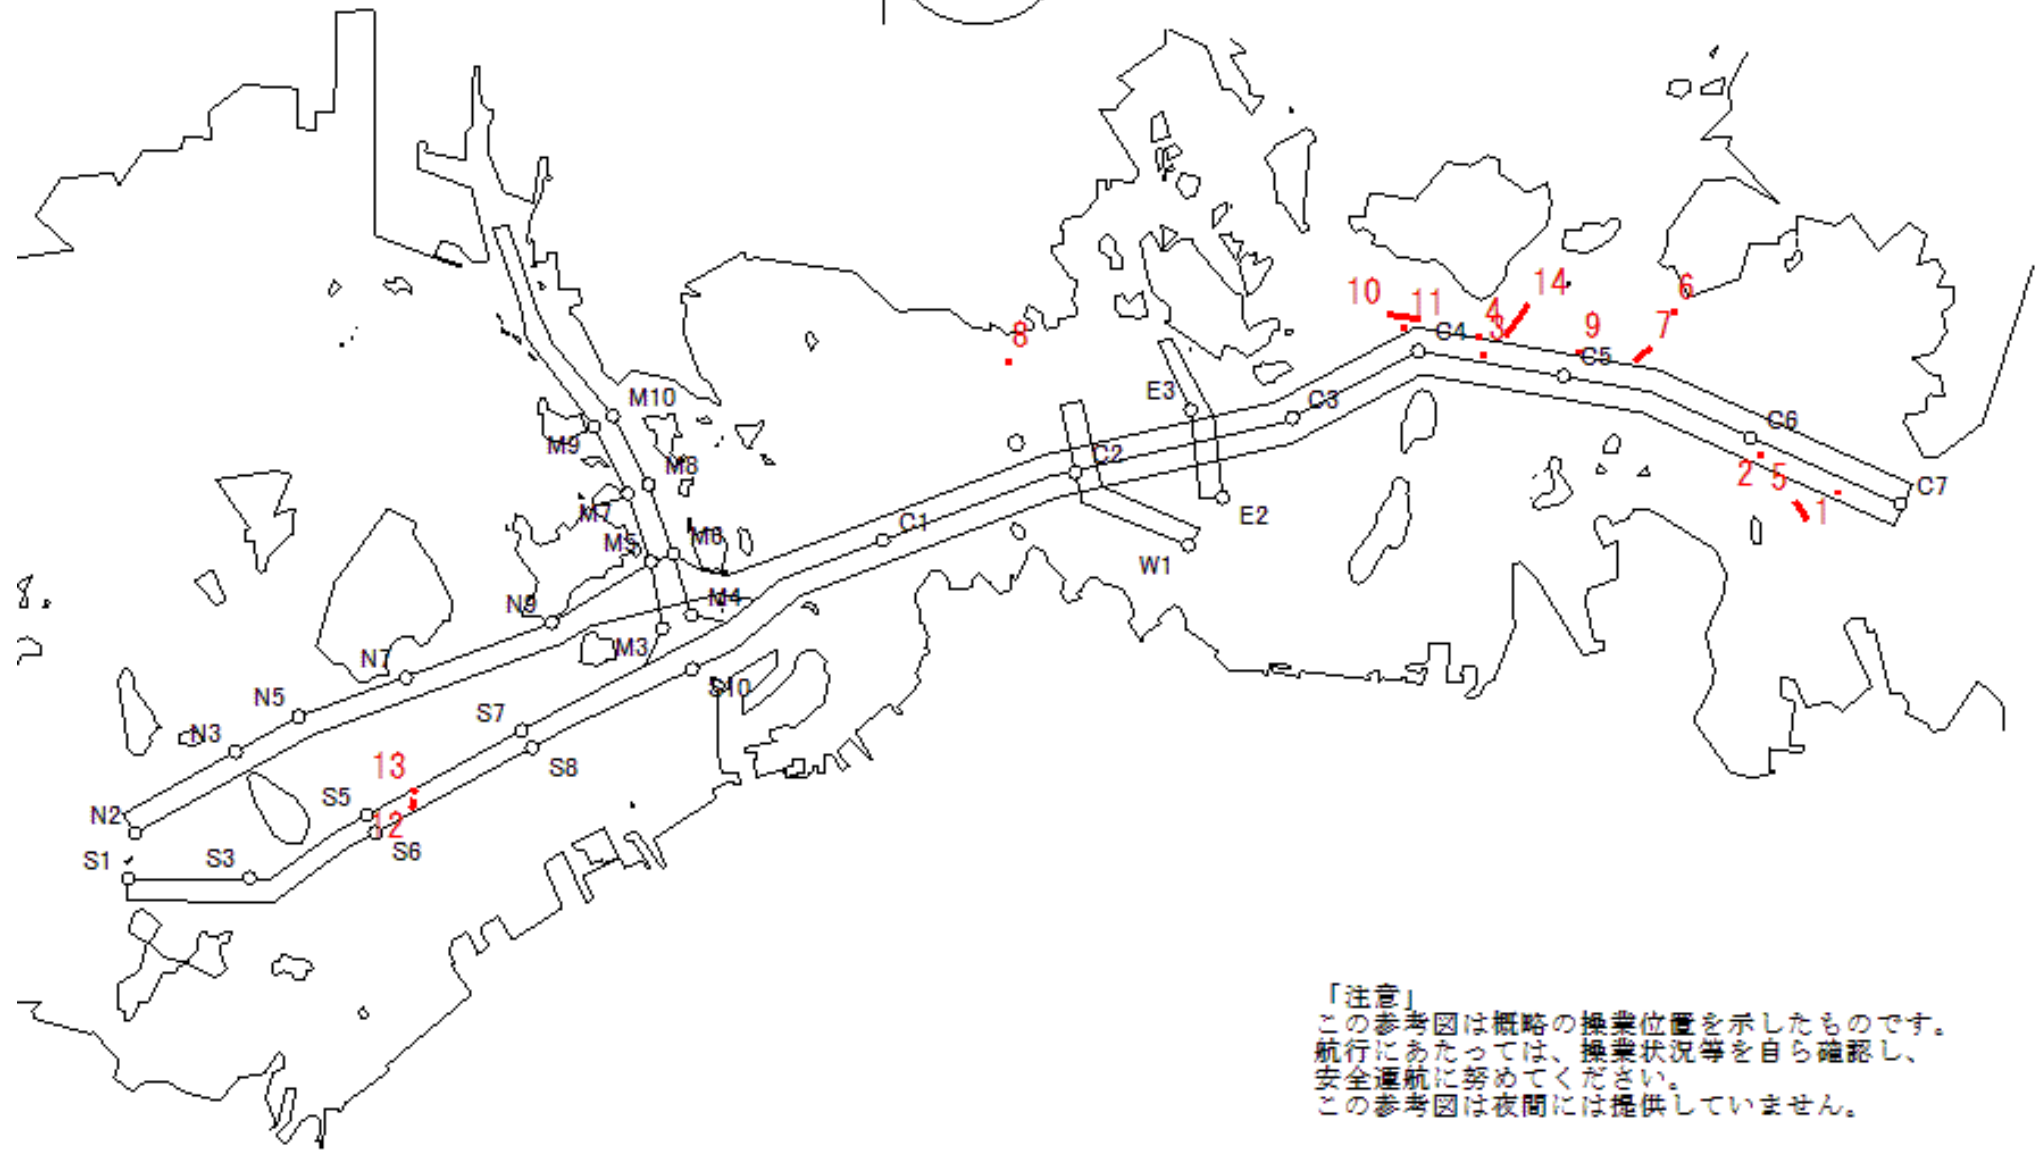 10
11
4
14
6
3
C4
7
8
9
C5
E3
M10
C3
C6
M9
C2
M8
2
5
C7
M7
1
E2
C1
M5
M6
W1
N9
M4
M3
N7
S10
N5
S7
N3
13
S8
S5
N2
12
S6
S1
S3
「注意」
この参考図は概略の操業位置を示したものです。
航行にあたっては、操業状況等を自ら確認し、
安全運航に努めてください。
この参考図は夜間には提供していません。